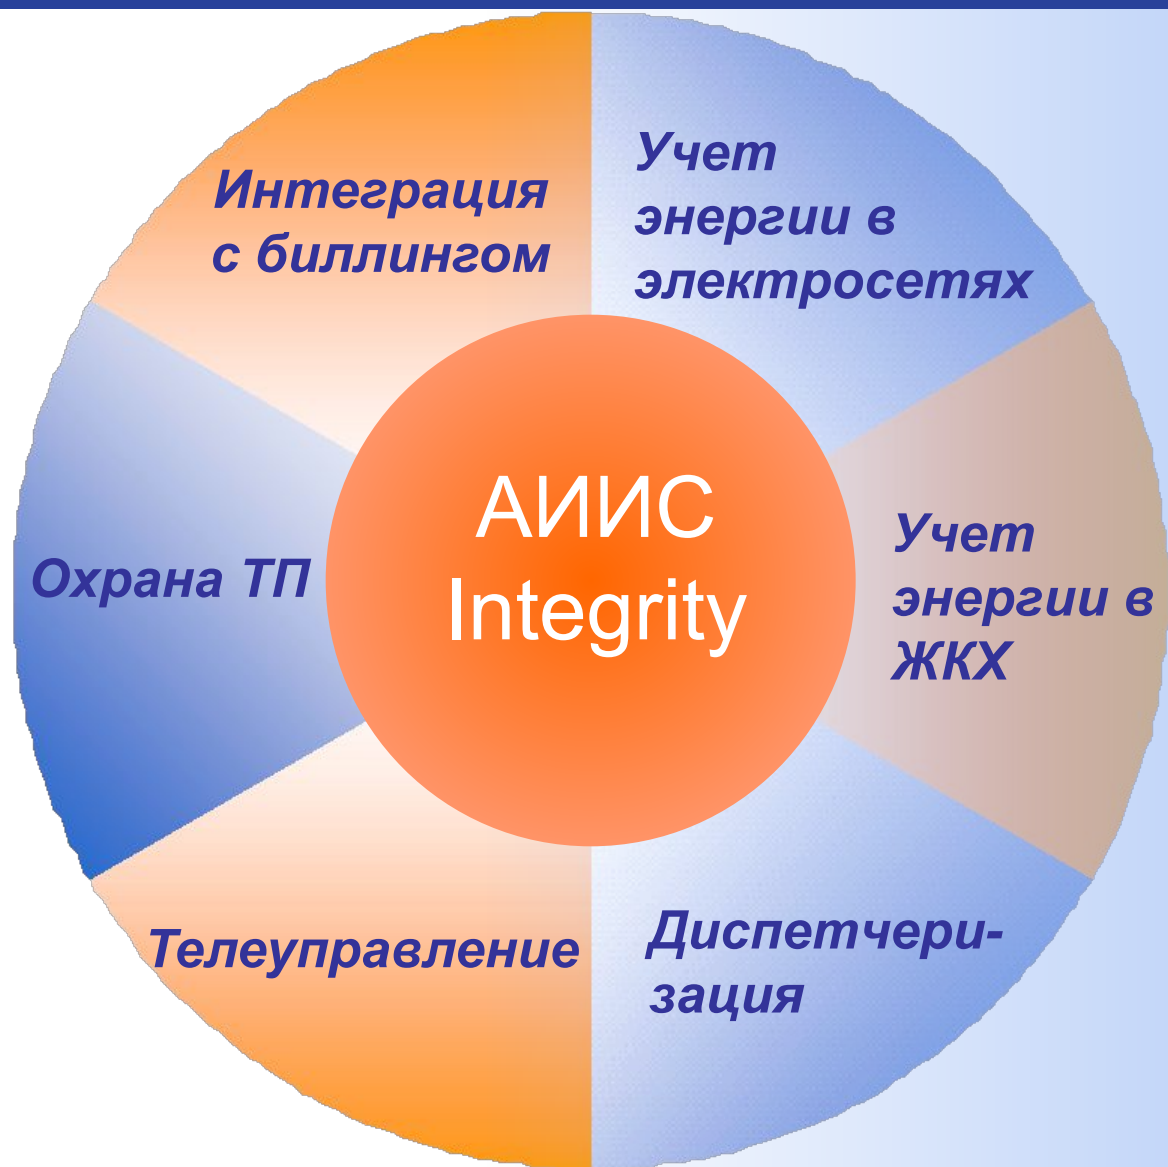 Интеграция
с биллингом
Учет
энергии в
электросетях
Охрана ТП
АИИС
Integrity
Учет
энергии в
ЖКХ
Телеуправление
Диспетчери-
зация